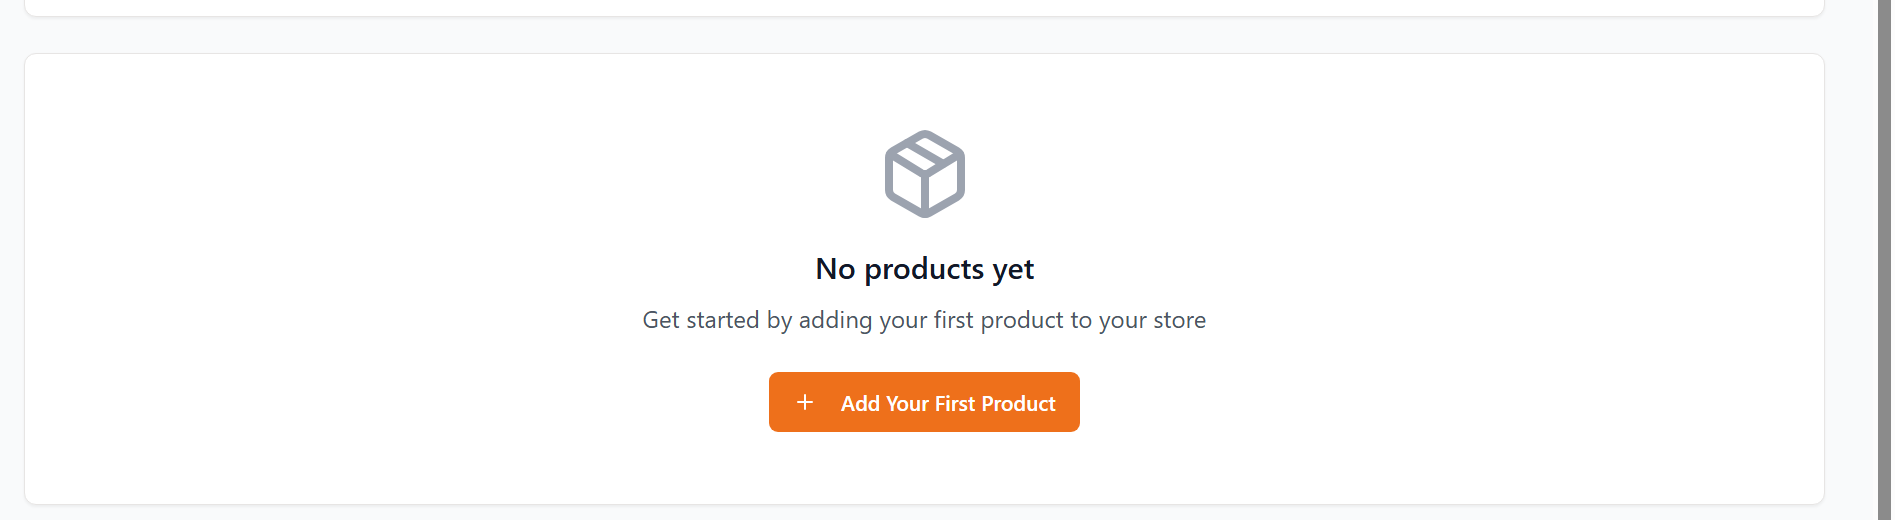 No products yet
Get started by adding your first product to your store
+ Add Your First Product